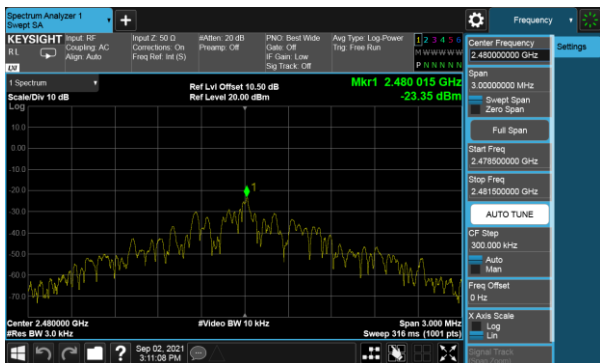 Spectrum Analyzer 1
Swept SA
Frequency
KEYSIGHT
RL
Input: RF
Coupling: AC
Align: Auto
Input Z: 50 Ω
Corrections: On
Freq Ref: Int (S)
#Atten: 20 dB
Preamp: Off
PNO: Best Wide
Gate: Off
IF Gain: Low
Sig Track: Off
Avg Type: Log-Power
Trig: Free Run
1 2 3 4 5 6
M W W W W W
P N N N N N
LXI
1 Spectrum
Scale/Div 10 dB
Log
Ref Lvl Offset 10.50 dB
Ref Level 20.00 dBm
Mkr1 2.480 015 GHz
-23.35 dBm
10.0
0.00
-10.0
-20.0
-30.0
-40.0
-50.0
-60.0
-70.0
1
Center 2.480000 GHz
#Res BW 3.0 kHz
#Video BW 10 kHz
Span 3.000 MHz
Sweep 316 ms (1001 pts)
Sep 02, 2021
3:11:08 PM
Center Frequency
2.480000000 GHz
Span
3.00000000 MHz
Swept Span
Zero Span
Full Span
Start Freq
2.478500000 GHz
Stop Freq
2.481500000 GHz
AUTO TUNE
CF Step
300.000 kHz
Auto
Man
Freq Offset
0 Hz
X Axis Scale
Log
Lin
Signal Track
(Span Zoom)
Settings